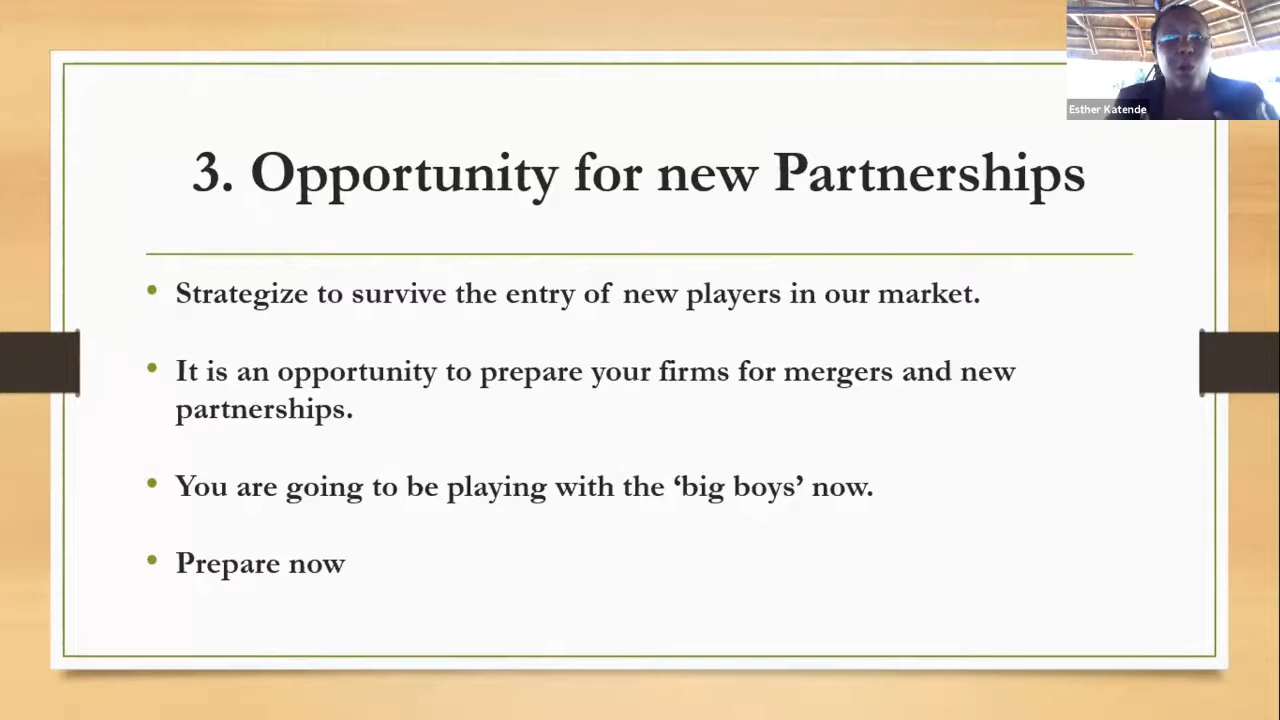 Esther Katende
3. Opportunity for new Partnerships
• Strategize to survive the entry of new players in our market.
• It is an opportunity to prepare your firms for mergers and new
partnerships.
• You are going to be playing with the ‘big boys’ now.
• Prepare now